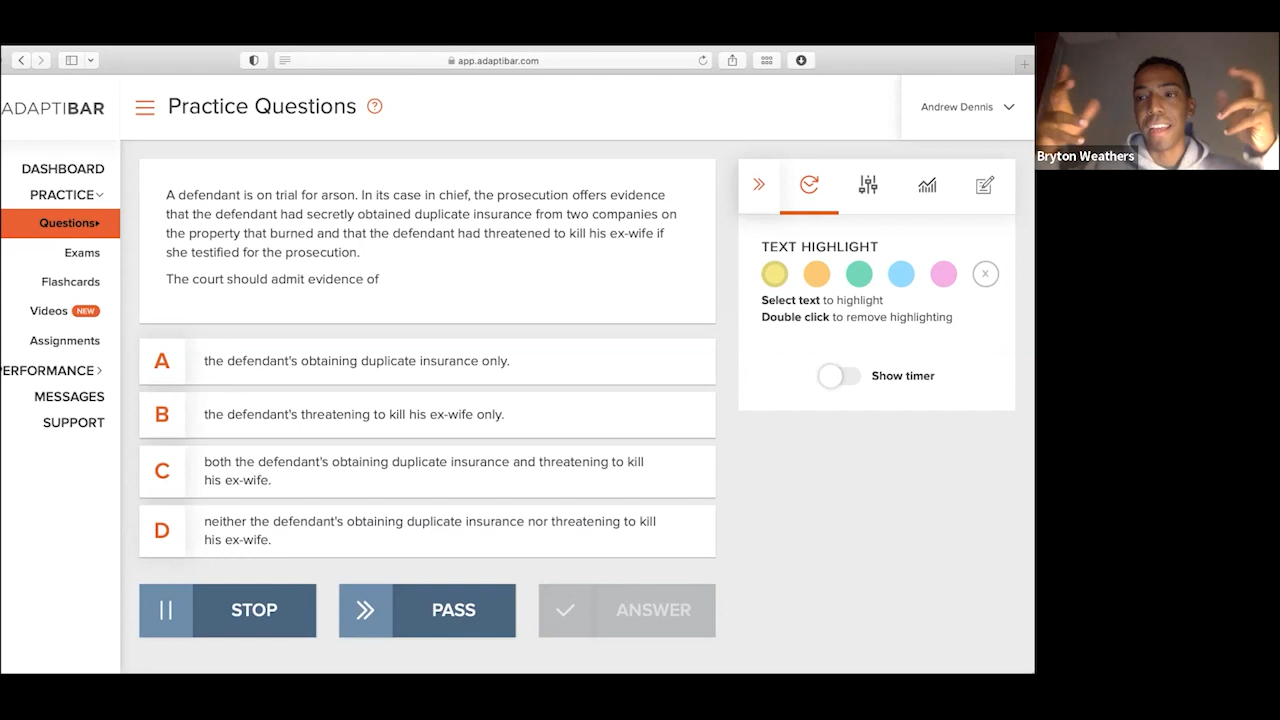 app.adaptibar.com
ADAPTIBAR
Practice Questions ?
Andrew Dennis
Bryton Weathers
DASHBOARD
PRACTICE
Questions
Exams
Flashcards
Videos NEW
Assignments
PERFORMANCE
MESSAGES
SUPPORT
A defendant is on trial for arson. In its case in chief, the prosecution offers evidence
that the defendant had secretly obtained duplicate insurance from two companies on
the property that burned and that the defendant had threatened to kill his ex-wife if
she testified for the prosecution.
The court should admit evidence of
A the defendant's obtaining duplicate insurance only.
B the defendant's threatening to kill his ex-wife only.
C both the defendant's obtaining duplicate insurance and threatening to kill
his ex-wife.
D neither the defendant's obtaining duplicate insurance nor threatening to kill
his ex-wife.
STOP
PASS
ANSWER
TEXT HIGHLIGHT
X
Select text to highlight
Double click to remove highlighting
Show timer